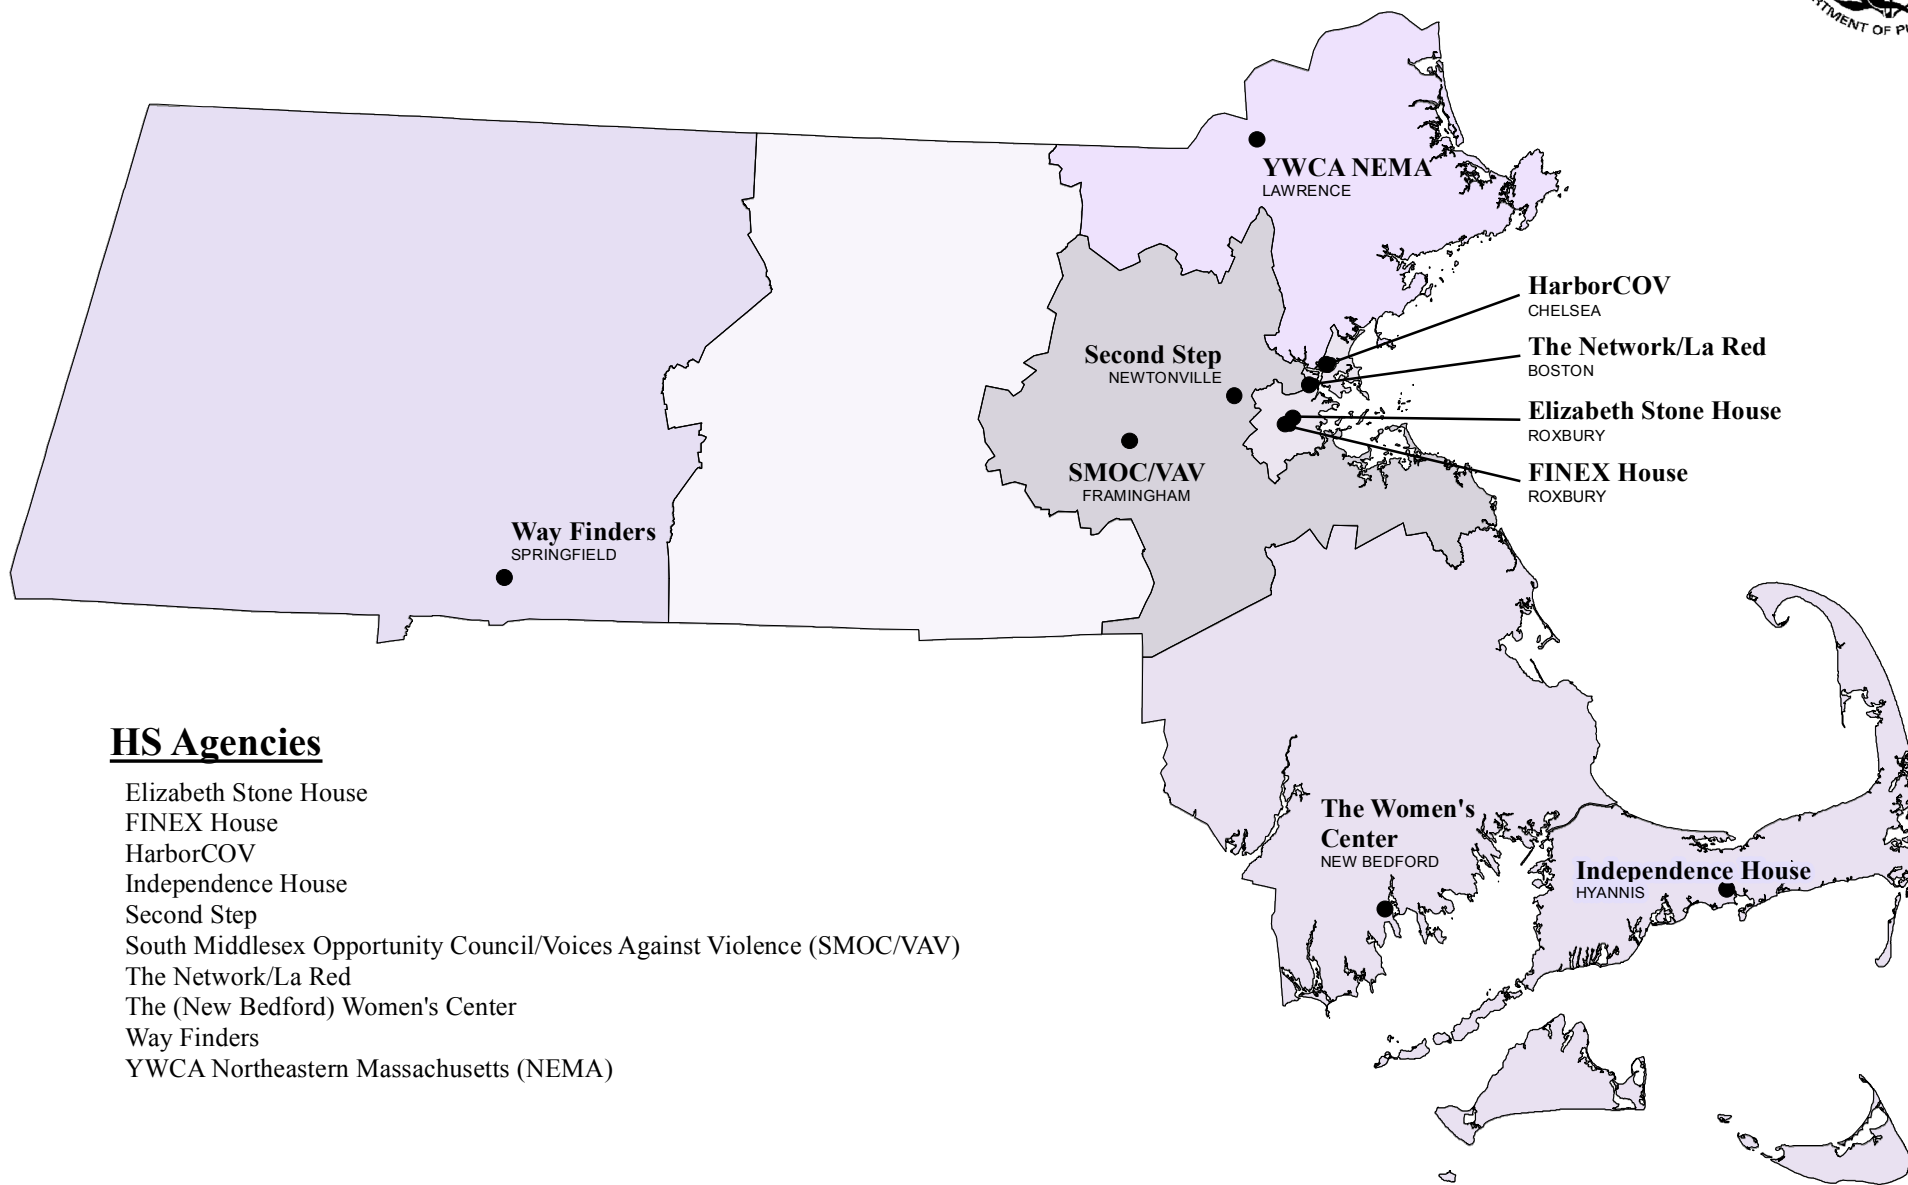 YWCA NEMA
LAWRENCE
HarborCOV
CHELSEA
The Network/La Red
BOSTON
Elizabeth Stone House
ROXBURY
FINEX House
ROXBURY
Second Step
NEWTONVILLE
SMOC/VAV
FRAMINGHAM
Way Finders
SPRINGFIELD
The Women's
Center
NEW BEDFORD
Independence House
HYANNIS
HS Agencies
Elizabeth Stone House
FINEX House
HarborCOV
Independence House
Second Step
South Middlesex Opportunity Council/Voices Against Violence (SMOC/VAV)
The Network/La Red
The (New Bedford) Women's Center
Way Finders
YWCA Northeastern Massachusetts (NEMA)